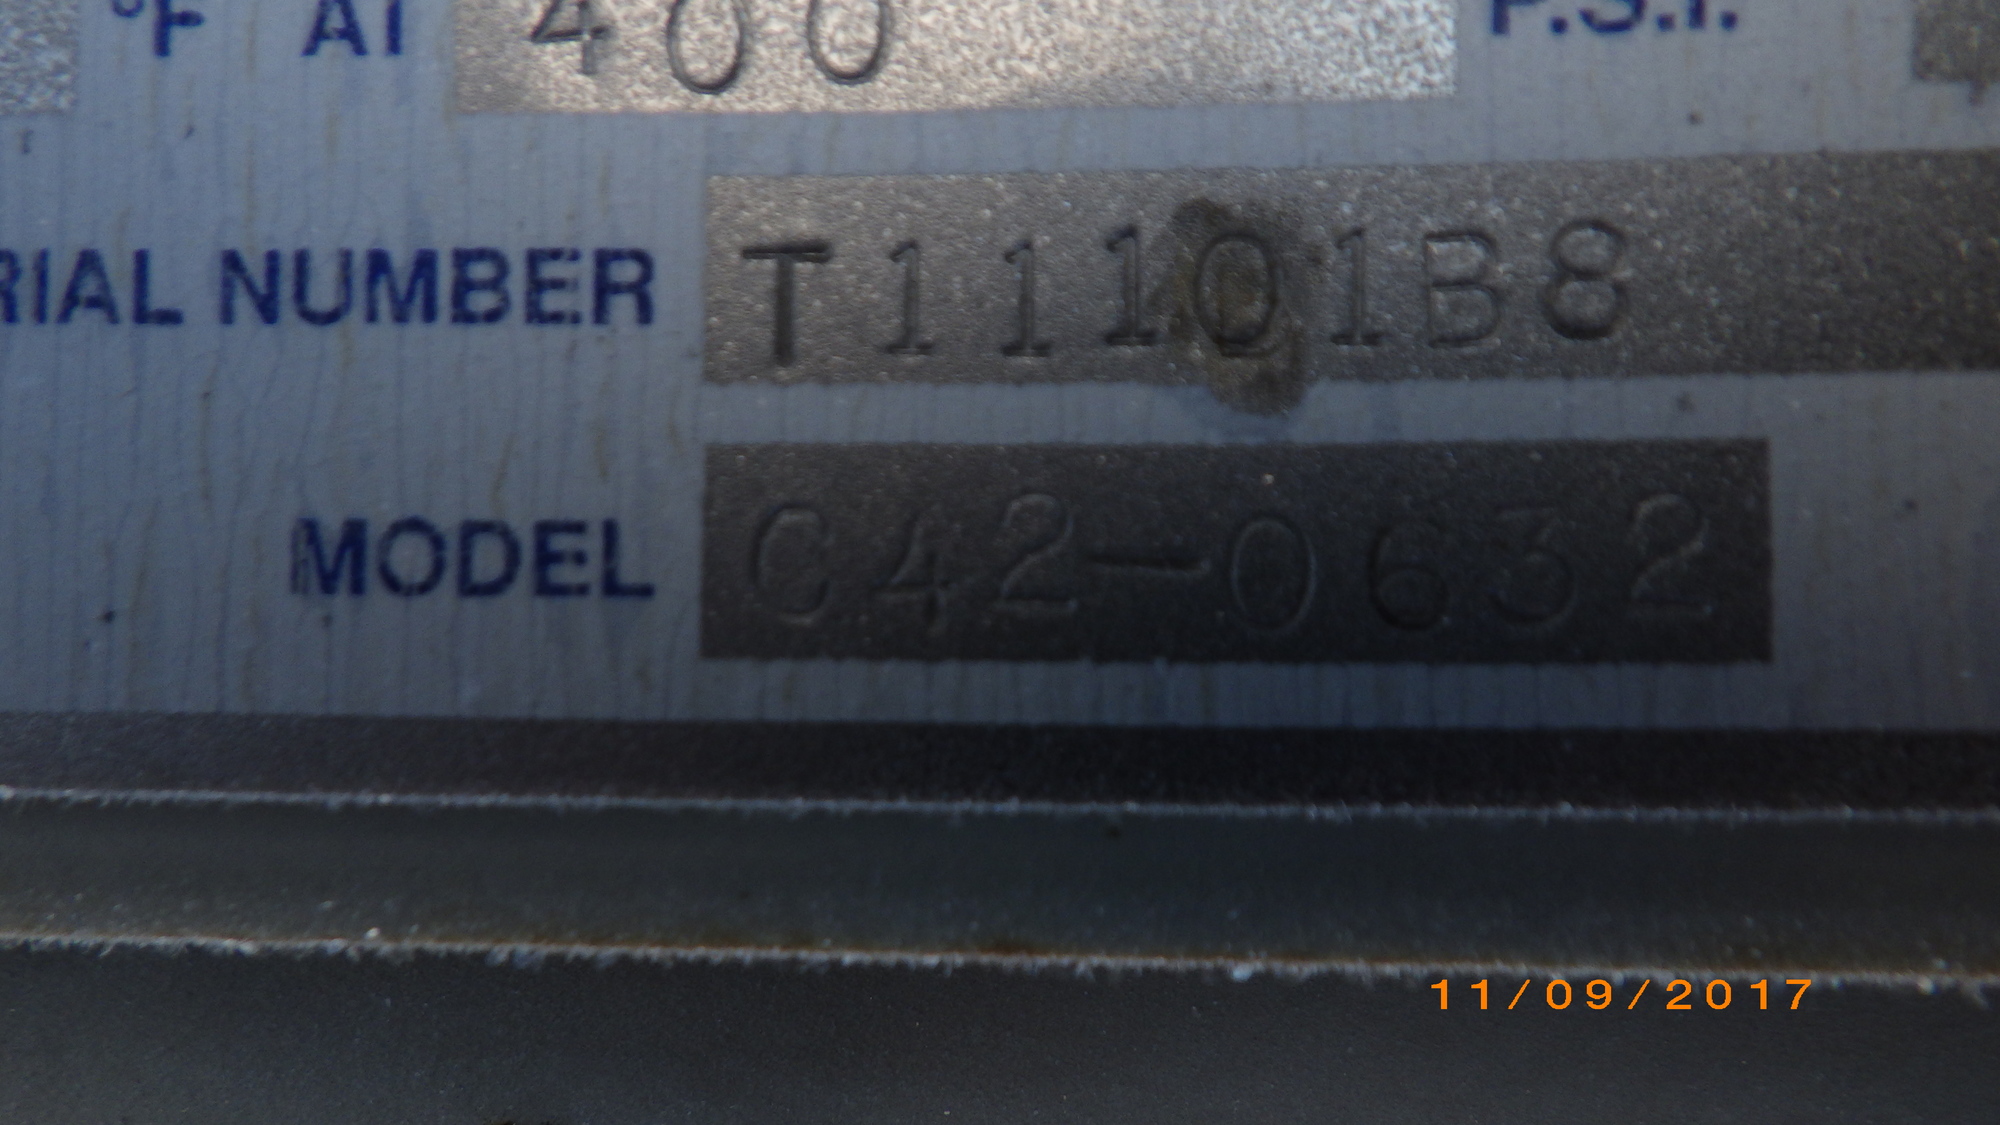 °F AT 400 P.S.I.
RIAL NUMBER T11101B8
MODEL C42-0632
11/09/2017